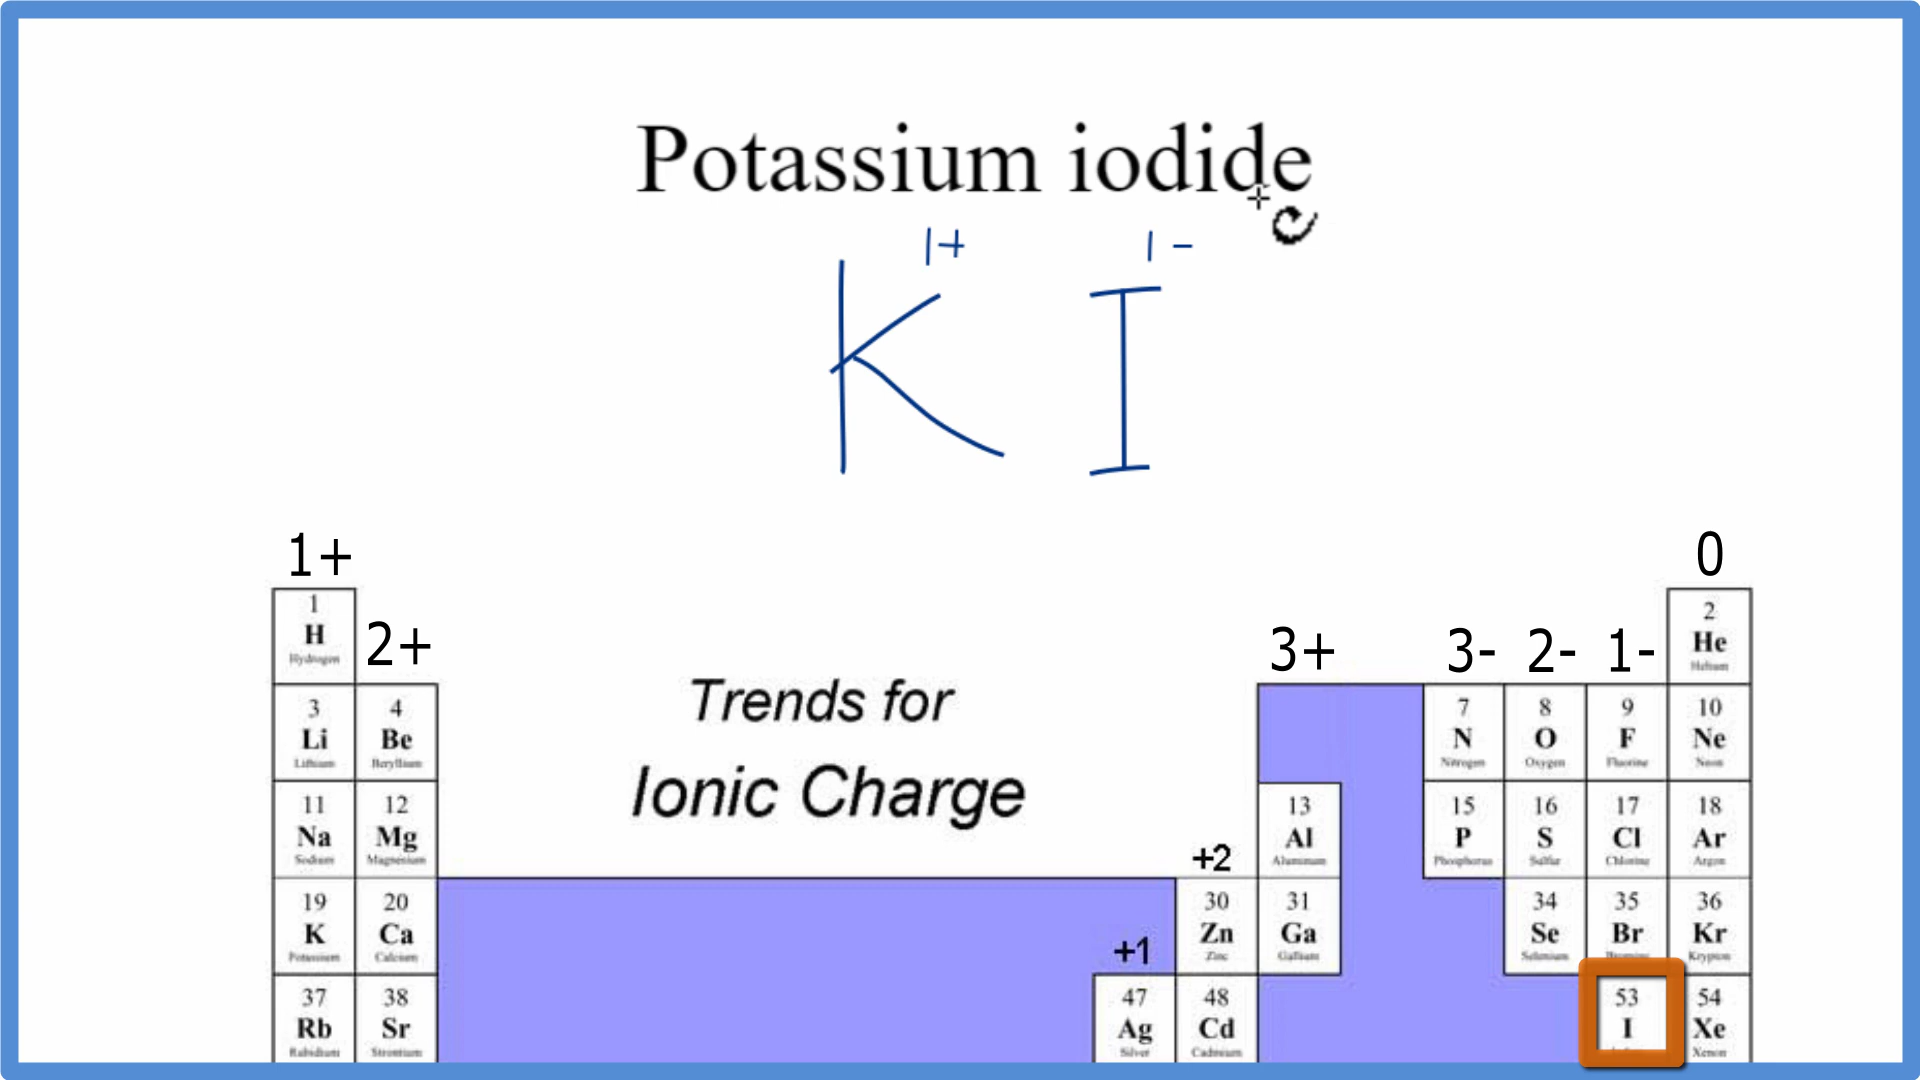 Potassium iodide
1+ 1-
K I
1+ 0
2+ 3+ 3- 2- 1-
1 2
H He
Hydrogen Helium
Trends for
Ionic Charge
3 4 7 8 9 10
Li Be N O F Ne
Lithium Beryllium Nitrogen Oxygen Fluorine Neon
11 12 13 15 16 17 18
Na Mg Al P S Cl Ar
Sodium Magnesium Aluminum Phosphorus Sulfur Chlorine Argon
+2
19 20 30 31 34 35 36
K Ca Zn Ga Se Br Kr
Potassium Calcium Zinc Gallium Selenium Bromine Krypton
+1
37 38 47 48 53 54
Rb Sr Ag Cd I Xe
Rubidium Strontium Silver Cadmium Xenon